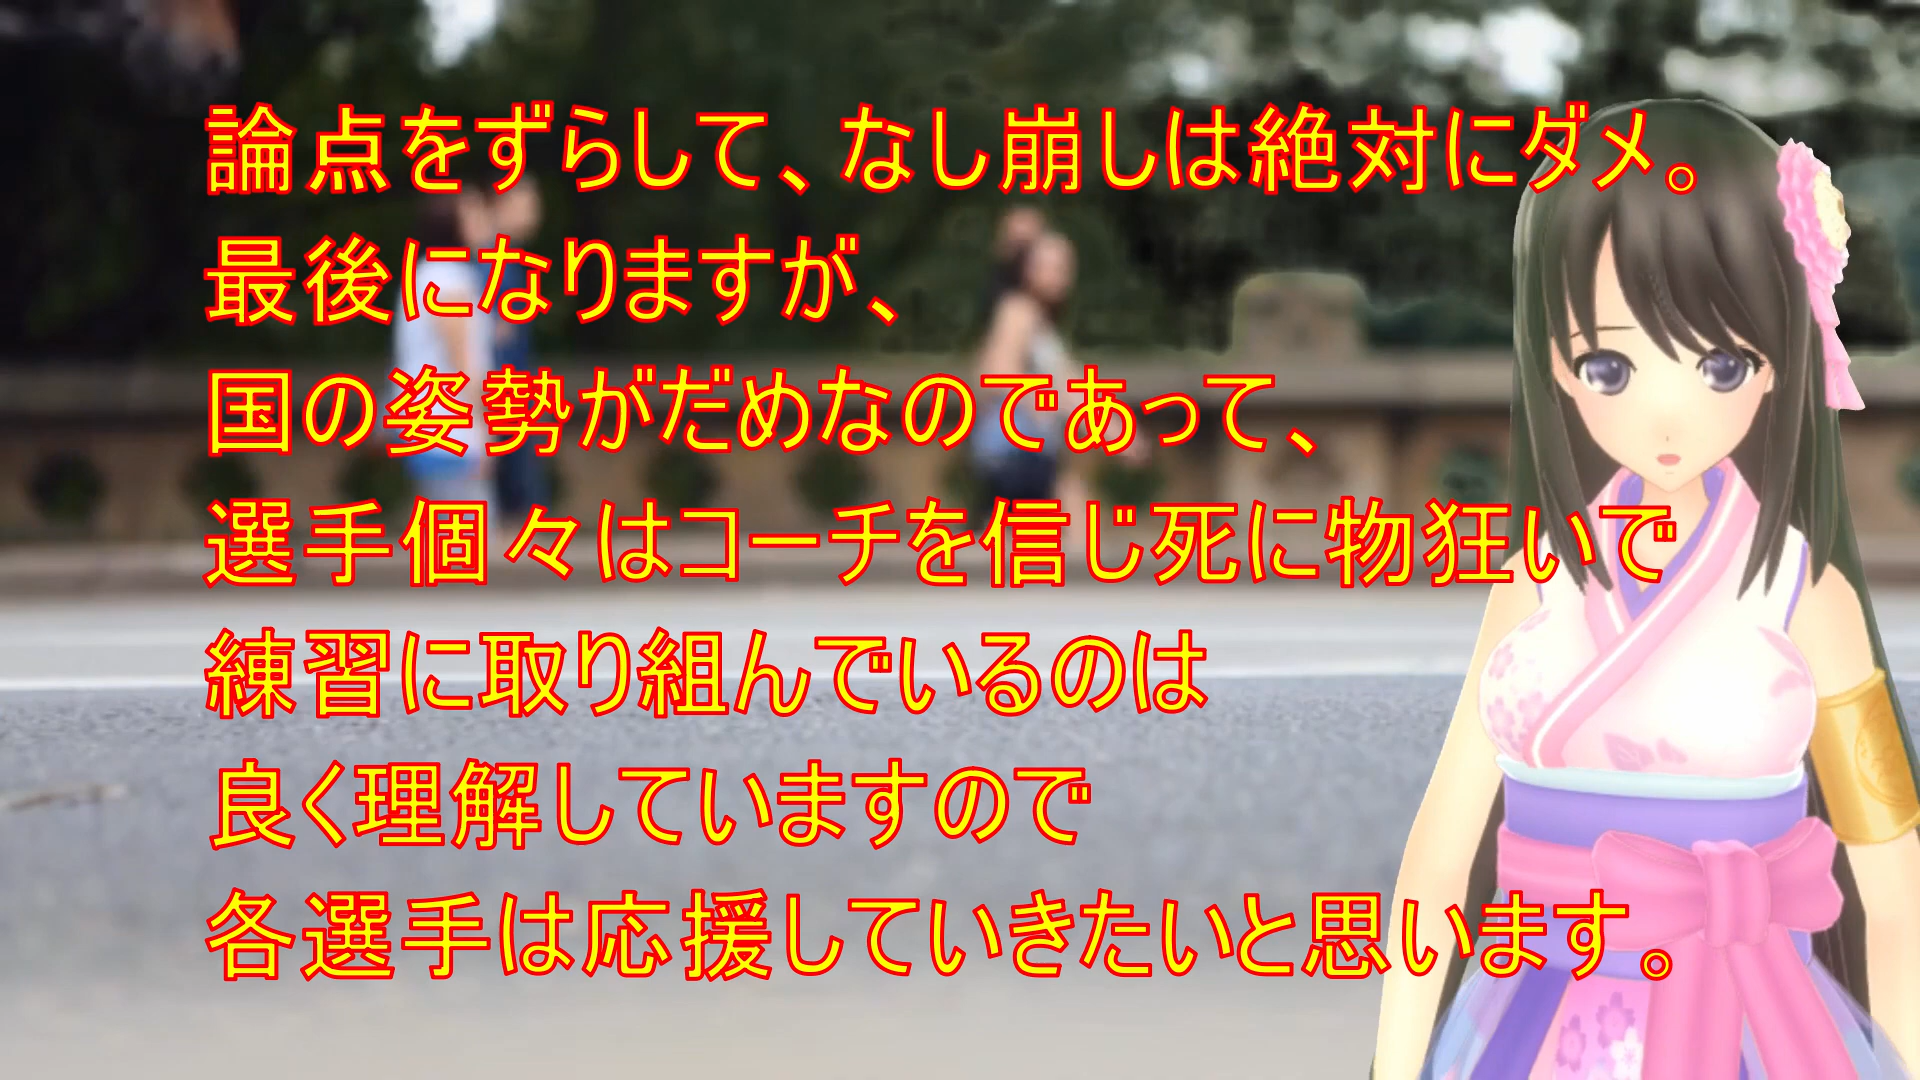 論点をずらして、なし崩しは絶対にダメ。
最後になりますが、
国の姿勢がだめなのであって、
選手個々はコーチを信じ死に物狂いで
練習に取り組んでいるのは
良く理解していますので
各選手は応援していきたいと思います。